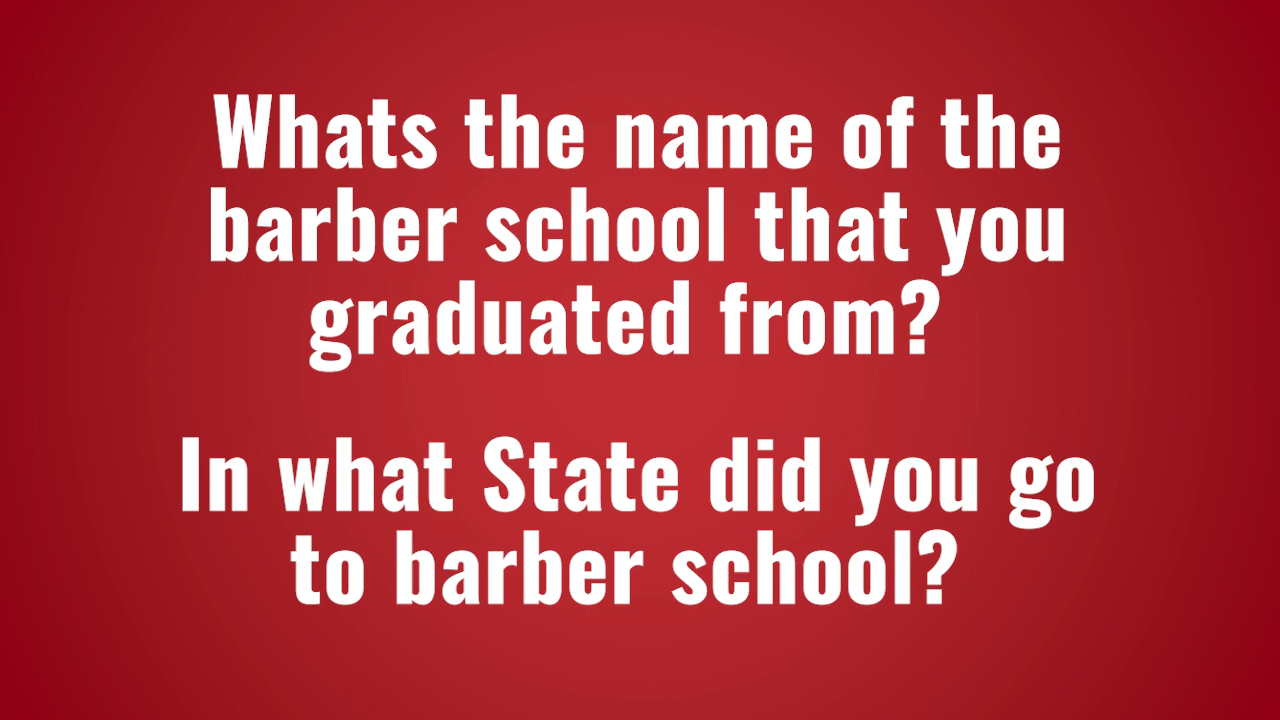 Whats the name of the
barber school that you
graduated from?
In what State did you go
to barber school?